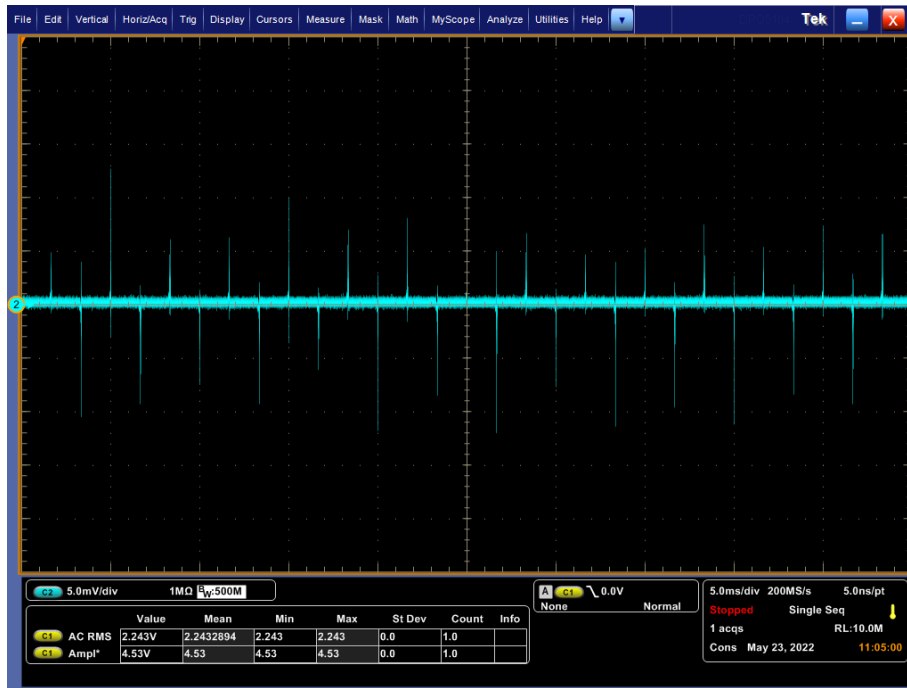 File Edit Vertical Horiz/Acq Trig Display Cursors Measure Mask Math MyScope Analyze Utilities Help Tek X
2
C2 5.0mV/div 1MΩ BW:500M
Value Mean Min Max St Dev Count Info
C1 AC RMS 2.243V 2.2432894 2.243 2.243 0.0 1.0
C1 Ampl* 4.53V 4.53 4.53 4.53 0.0 1.0
A C1 0.0V
None Normal
5.0ms/div 200MS/s 5.0ns/pt
Stopped Single Seq
1 acqs RL:10.0M
Cons May 23, 2022 11:05:00